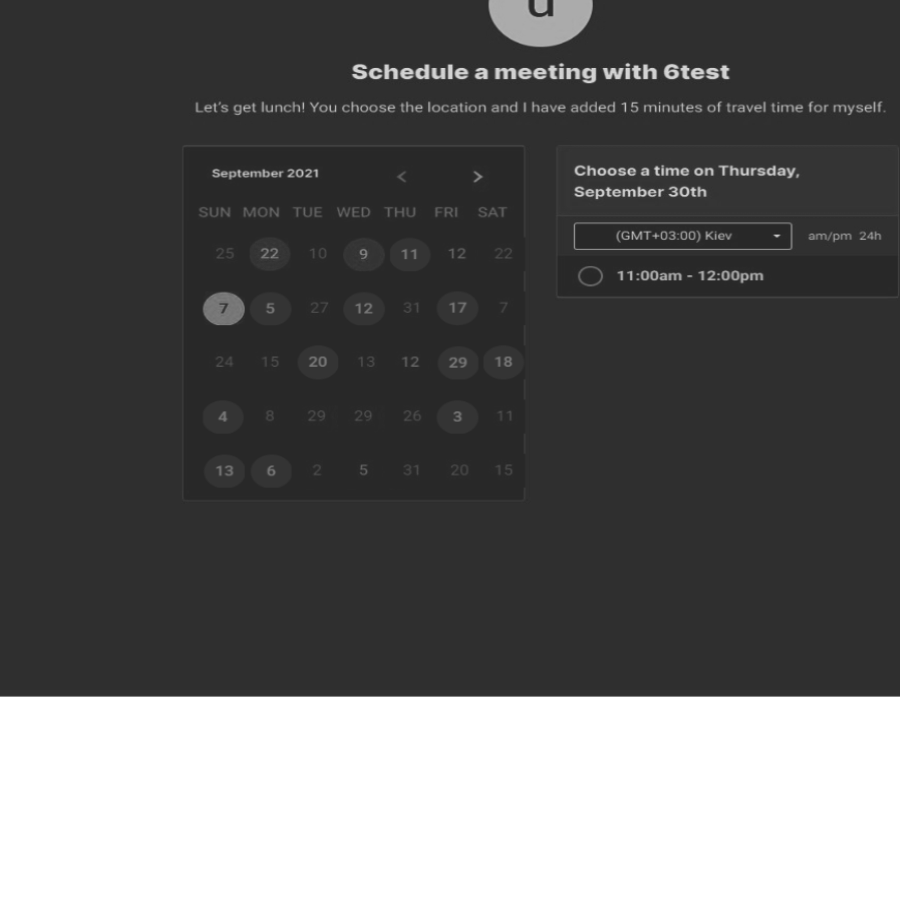 u
Schedule a meeting with 6test
Let's get lunch! You choose the location and I have added 15 minutes of travel time for myself.
September 2021 < >
SUN MON TUE WED THU FRI SAT
25 22 10 9 11 12 22
7 5 27 12 31 17 7
24 15 20 13 12 29 18
4 8 29 29 26 3 11
13 6 2 5 31 20 15
Choose a time on Thursday,
September 30th
(GMT+03:00) Kiev am/pm 24h
11:00am - 12:00pm